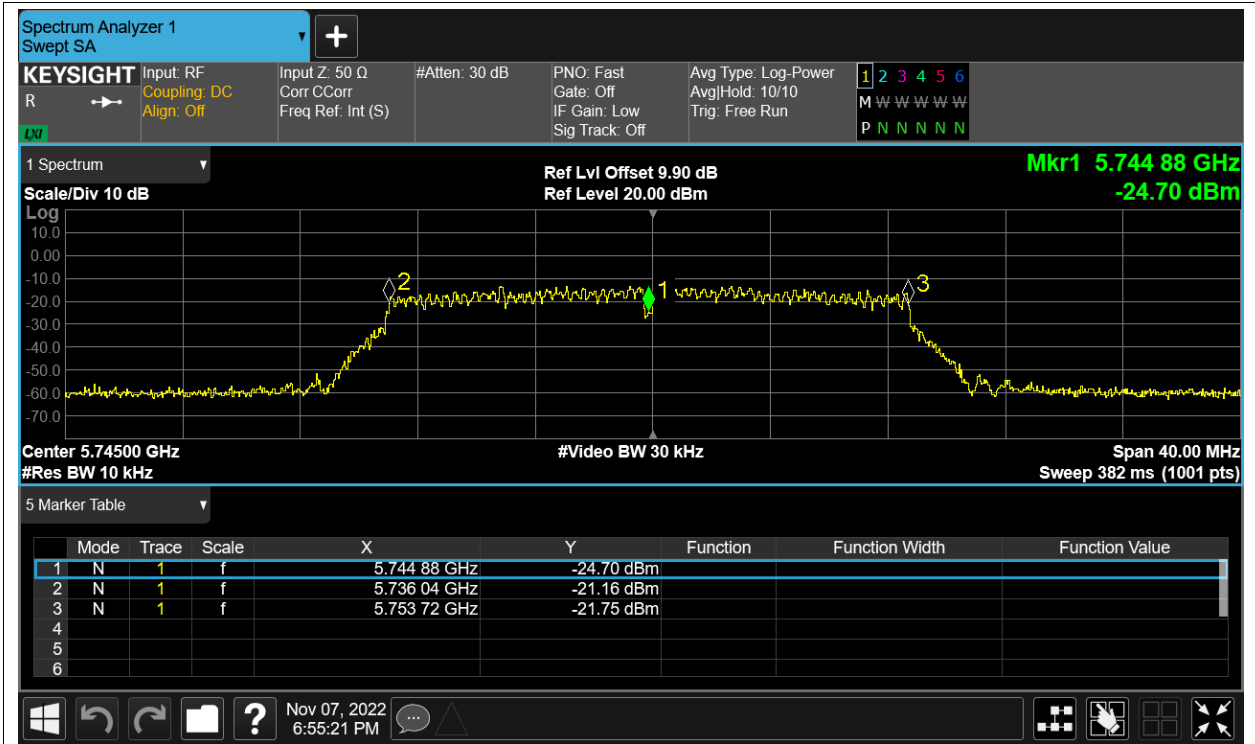 Spectrum Analyzer 1
Swept SA
+
KEYSIGHT
R
LXI
Input: RF
Coupling: DC
Align: Off
Input Z: 50 Ω
Corr CCorr
Freq Ref: Int (S)
#Atten: 30 dB
PNO: Fast
Gate: Off
IF Gain: Low
Sig Track: Off
Avg Type: Log-Power
Avg|Hold: 10/10
Trig: Free Run
1 2 3 4 5 6
M W W W W W
P N N N N N
1 Spectrum
Scale/Div 10 dB
Ref Lvl Offset 9.90 dB
Ref Level 20.00 dBm
Mkr1 5.744 88 GHz
-24.70 dBm
Log
10.0
0.00
-10.0
-20.0
-30.0
-40.0
-50.0
-60.0
-70.0
2
1
3
Center 5.74500 GHz
#Video BW 30 kHz
Span 40.00 MHz
#Res BW 10 kHz
Sweep 382 ms (1001 pts)
5 Marker Table
Mode Trace Scale X Y Function Function Width Function Value
1 N 1 f 5.744 88 GHz -24.70 dBm
2 N 1 f 5.736 04 GHz -21.16 dBm
3 N 1 f 5.753 72 GHz -21.75 dBm
4
5
6
?
Nov 07, 2022
6:55:21 PM